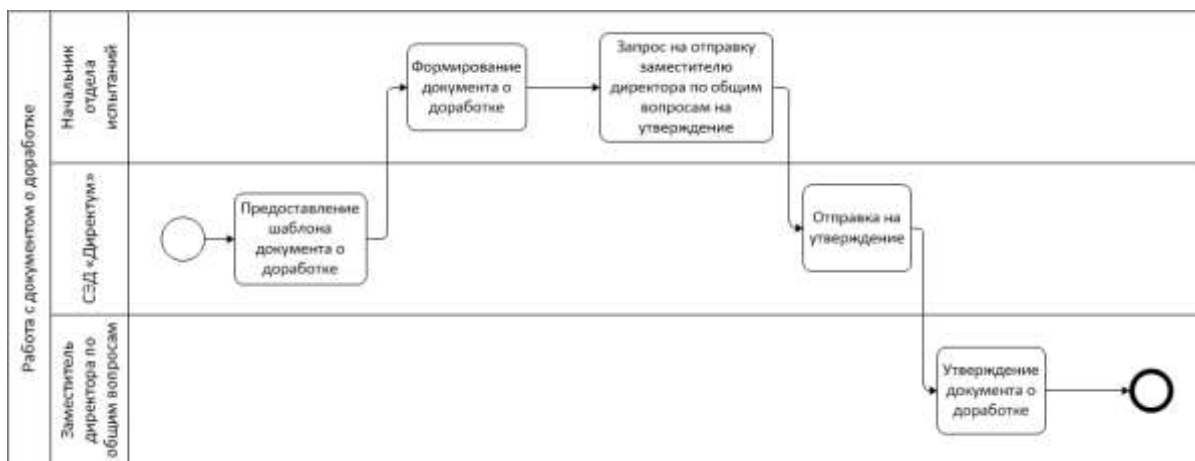 Работа с документом о доработке
Начальник
отдела
испытаний
Формирование
документа о
доработке
Запрос на отправку
заместителю
директора по общим
вопросам на
утверждение
СЭД «Директум»
Предоставление
шаблона
документа о
доработке
Отправка на
утверждение
Заместитель
директора по
общим вопросам
Утверждение
документа о
доработке